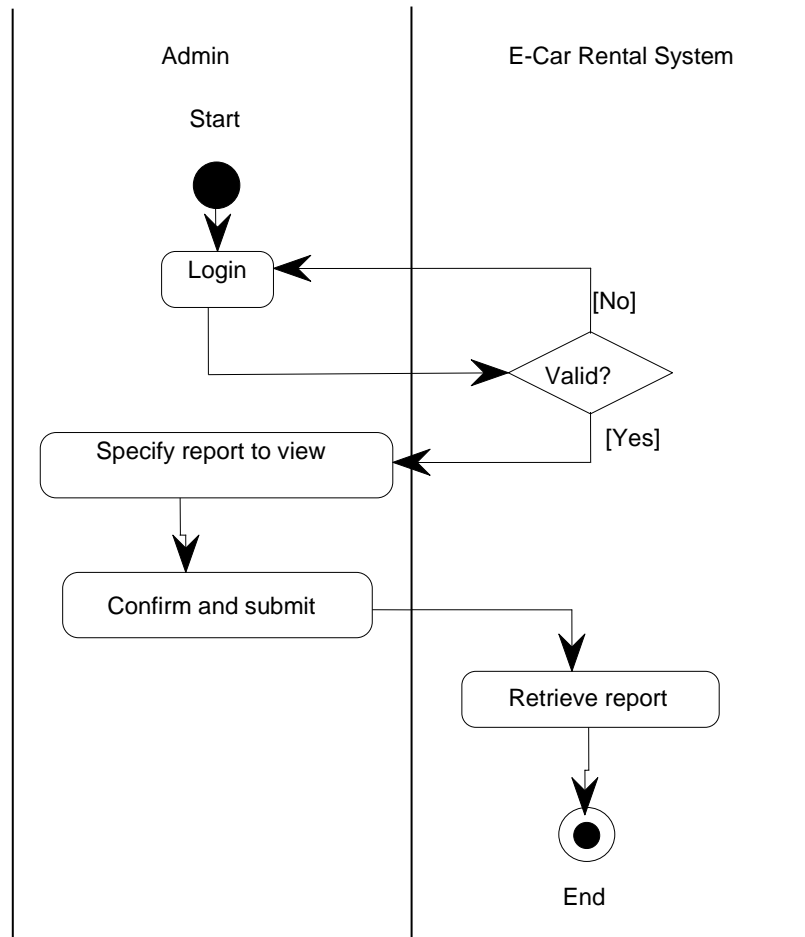 Admin
E-Car Rental System
Start
Login
[No]
Valid?
[Yes]
Specify report to view
Confirm and submit
Retrieve report
End